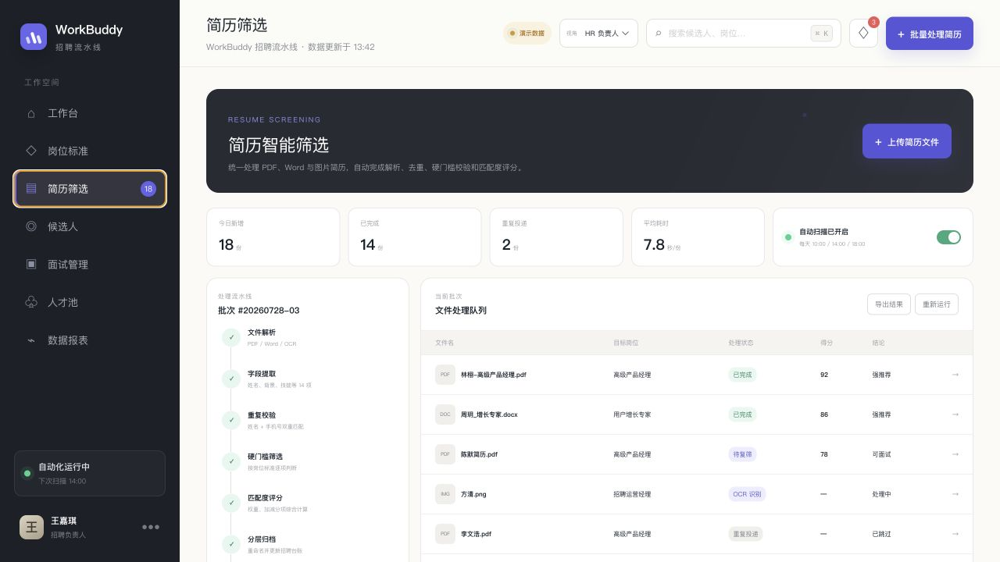 WorkBuddy
招聘流水线
工作空间
工作台
岗位标准
简历筛选
18
候选人
面试管理
人才池
数据报表
自动化运行中
下次扫描 14:00
王
王嘉琪
招聘负责人
简历筛选
WorkBuddy 招聘流水线 · 数据更新于 13:42
演示数据
视角 HR 负责人
搜索候选人、岗位...
⌘ K
3
+ 批量处理简历
RESUME SCREENING
简历智能筛选
统一处理 PDF、Word 与图片简历，自动完成解析、去重、硬门槛校验和匹配度评分。
+ 上传简历文件
今日新增
18 份
已完成
14 份
重复投递
2 份
平均耗时
7.8 秒/份
自动扫描已开启
每天 10:00 / 14:00 / 18:00
处理流水线
批次 #20260728-03
✓
文件解析
PDF / Word / OCR
✓
字段提取
姓名、背景、技能等 14 项
✓
重复校验
姓名 + 手机号双重匹配
✓
硬门槛筛选
按岗位标准逐项判断
✓
匹配度评分
权重、加减分项综合计算
✓
分层归档
重命名并更新招聘台账
当前批次
文件处理队列
导出结果
重新运行
文件名 目标岗位 处理状态 得分 结论
PDF 林栩-高级产品经理.pdf 高级产品经理 已完成 92 强推荐 →
DOC 周玥_增长专家.docx 用户增长专家 已完成 86 强推荐 →
PDF 陈默简历.pdf 高级产品经理 待复筛 78 可面试 →
IMG 方清.png 招聘运营经理 OCR 识别 — 处理中 →
PDF 李文浩.pdf 高级产品经理 重复投递 — 已跳过 →